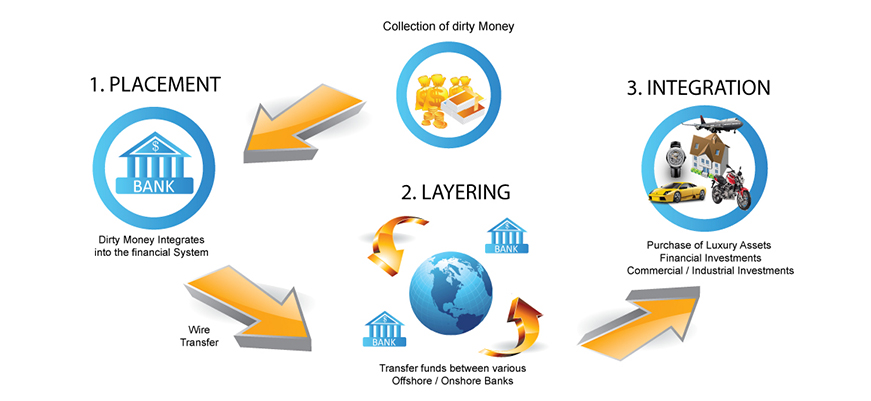 Collection of dirty Money
1. PLACEMENT
$
BANK
Dirty Money Integrates
into the financial System
Wire
Transfer
2. LAYERING
$
BANK
$
BANK
Transfer funds between various
Offshore / Onshore Banks
3. INTEGRATION
Purchase of Luxury Assets
Financial Investments
Commercial / Industrial Investments